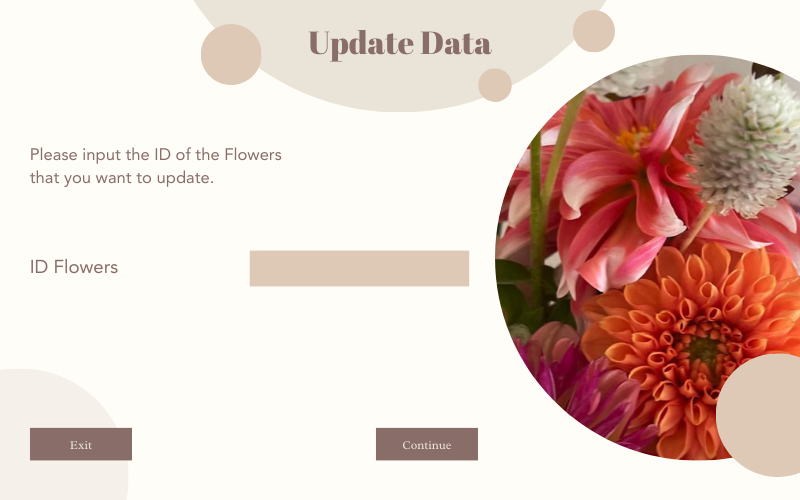 Update Data
Please input the ID of the Flowers
that you want to update.
ID Flowers
Exit
Continue